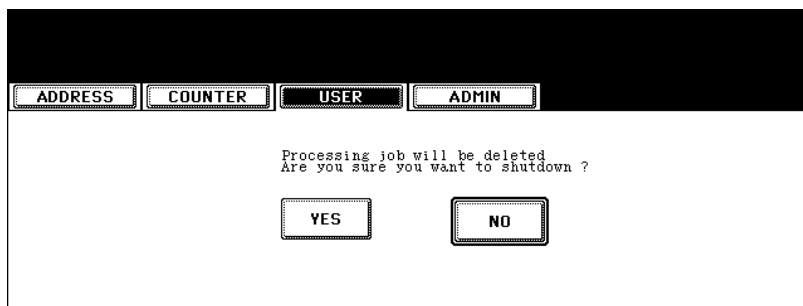 ADDRESS COUNTER USER ADMIN
Processing job will be deleted
Are you sure you want to shutdown ?
YES NO